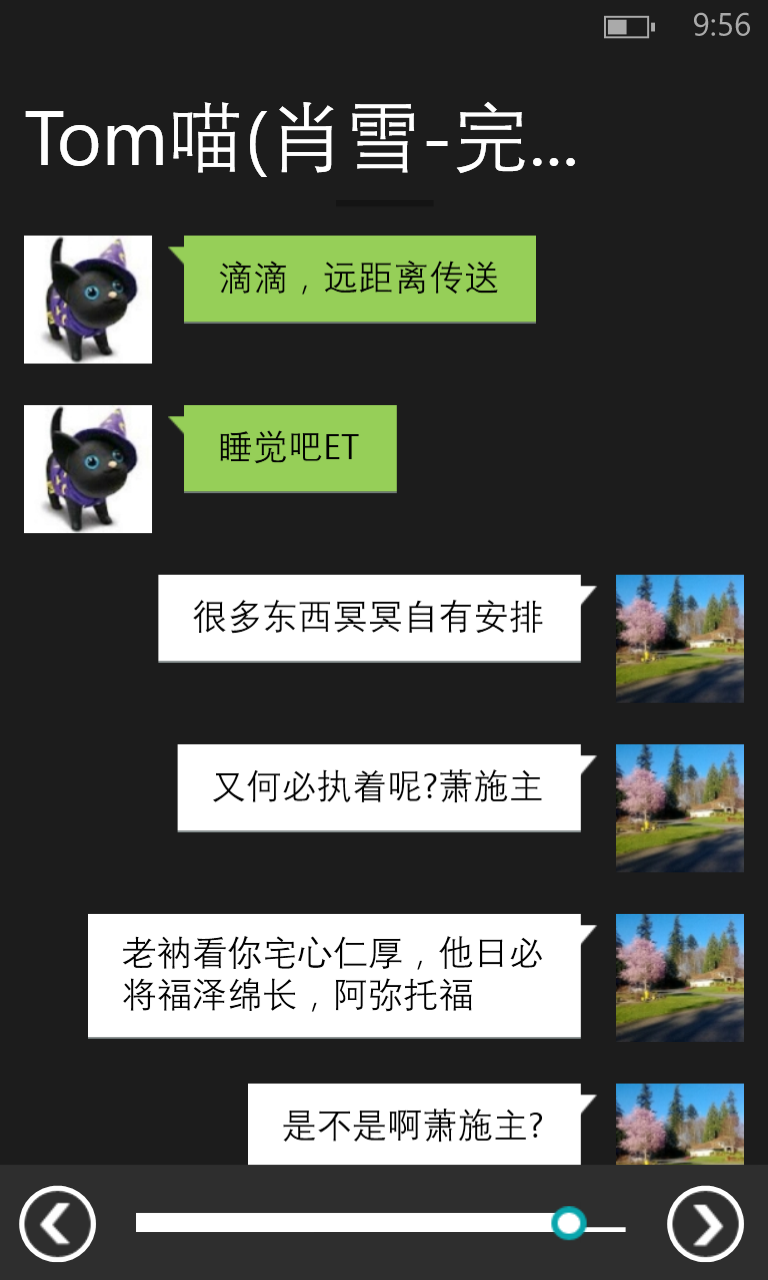 9:56
Tom喵(肖雪-完...
滴滴，远距离传送
睡觉吧ET
很多东西冥冥自有安排
又何必执着呢?萧施主
老衲看你宅心仁厚，他日必
将福泽绵长，阿弥托福
是不是啊萧施主?